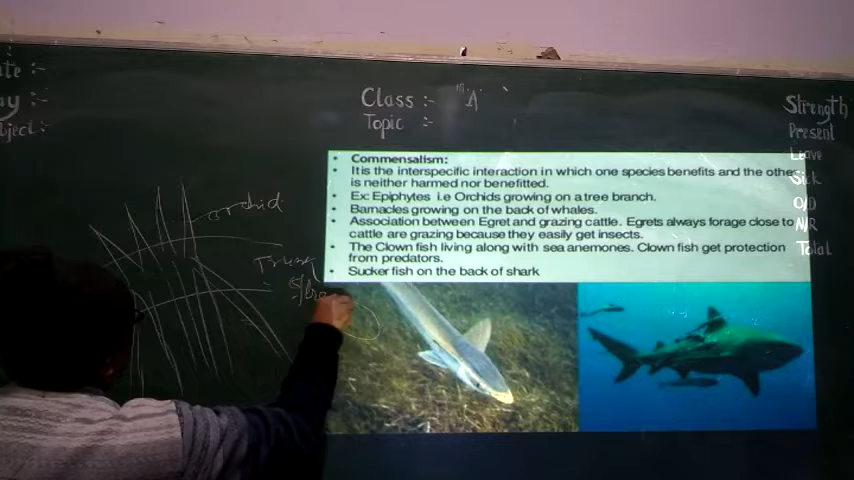 ate :-
ay :-
bject :-
Class :- A
Topic :-
Strength
Present
Leave
Sick
O/D
N/R
Total
Commensalism:
• It is the interspecific interaction in which one species benefits and the other
is neither harmed nor benefitted.
• Ex: Epiphytes i.e Orchids growing on a tree branch.
• Barnacles growing on the back of whales.
• Association between Egret and grazing cattle. Egrets always forage close to
cattle are grazing because they easily get insects.
• The Clown fish living along with sea anemones. Clown fish get protection
from predators.
• Sucker fish on the back of shark
orchid